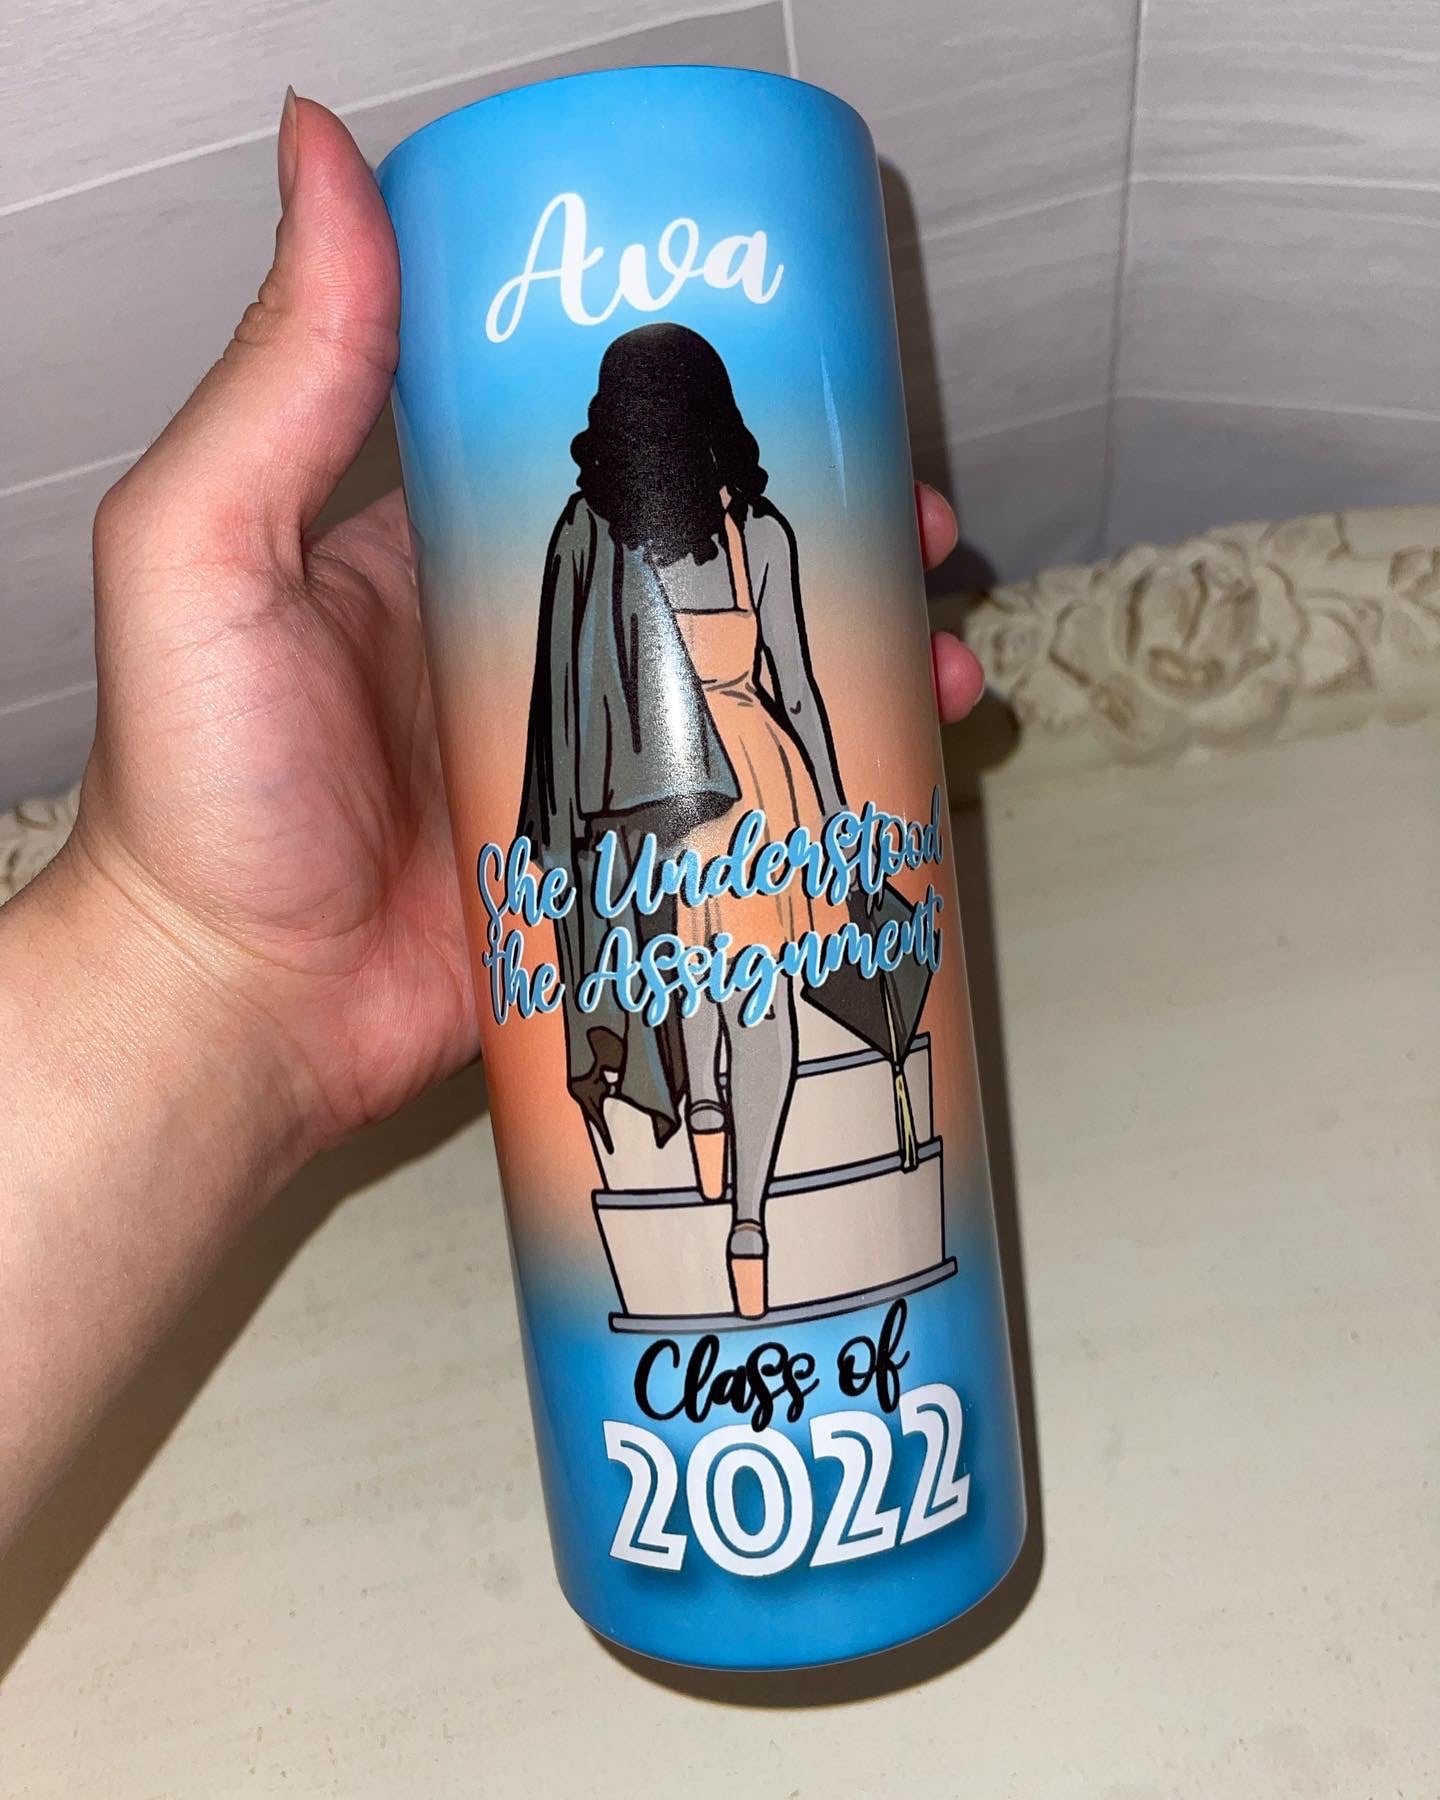 Ava
She Understood
the Assignment
Class of
2022